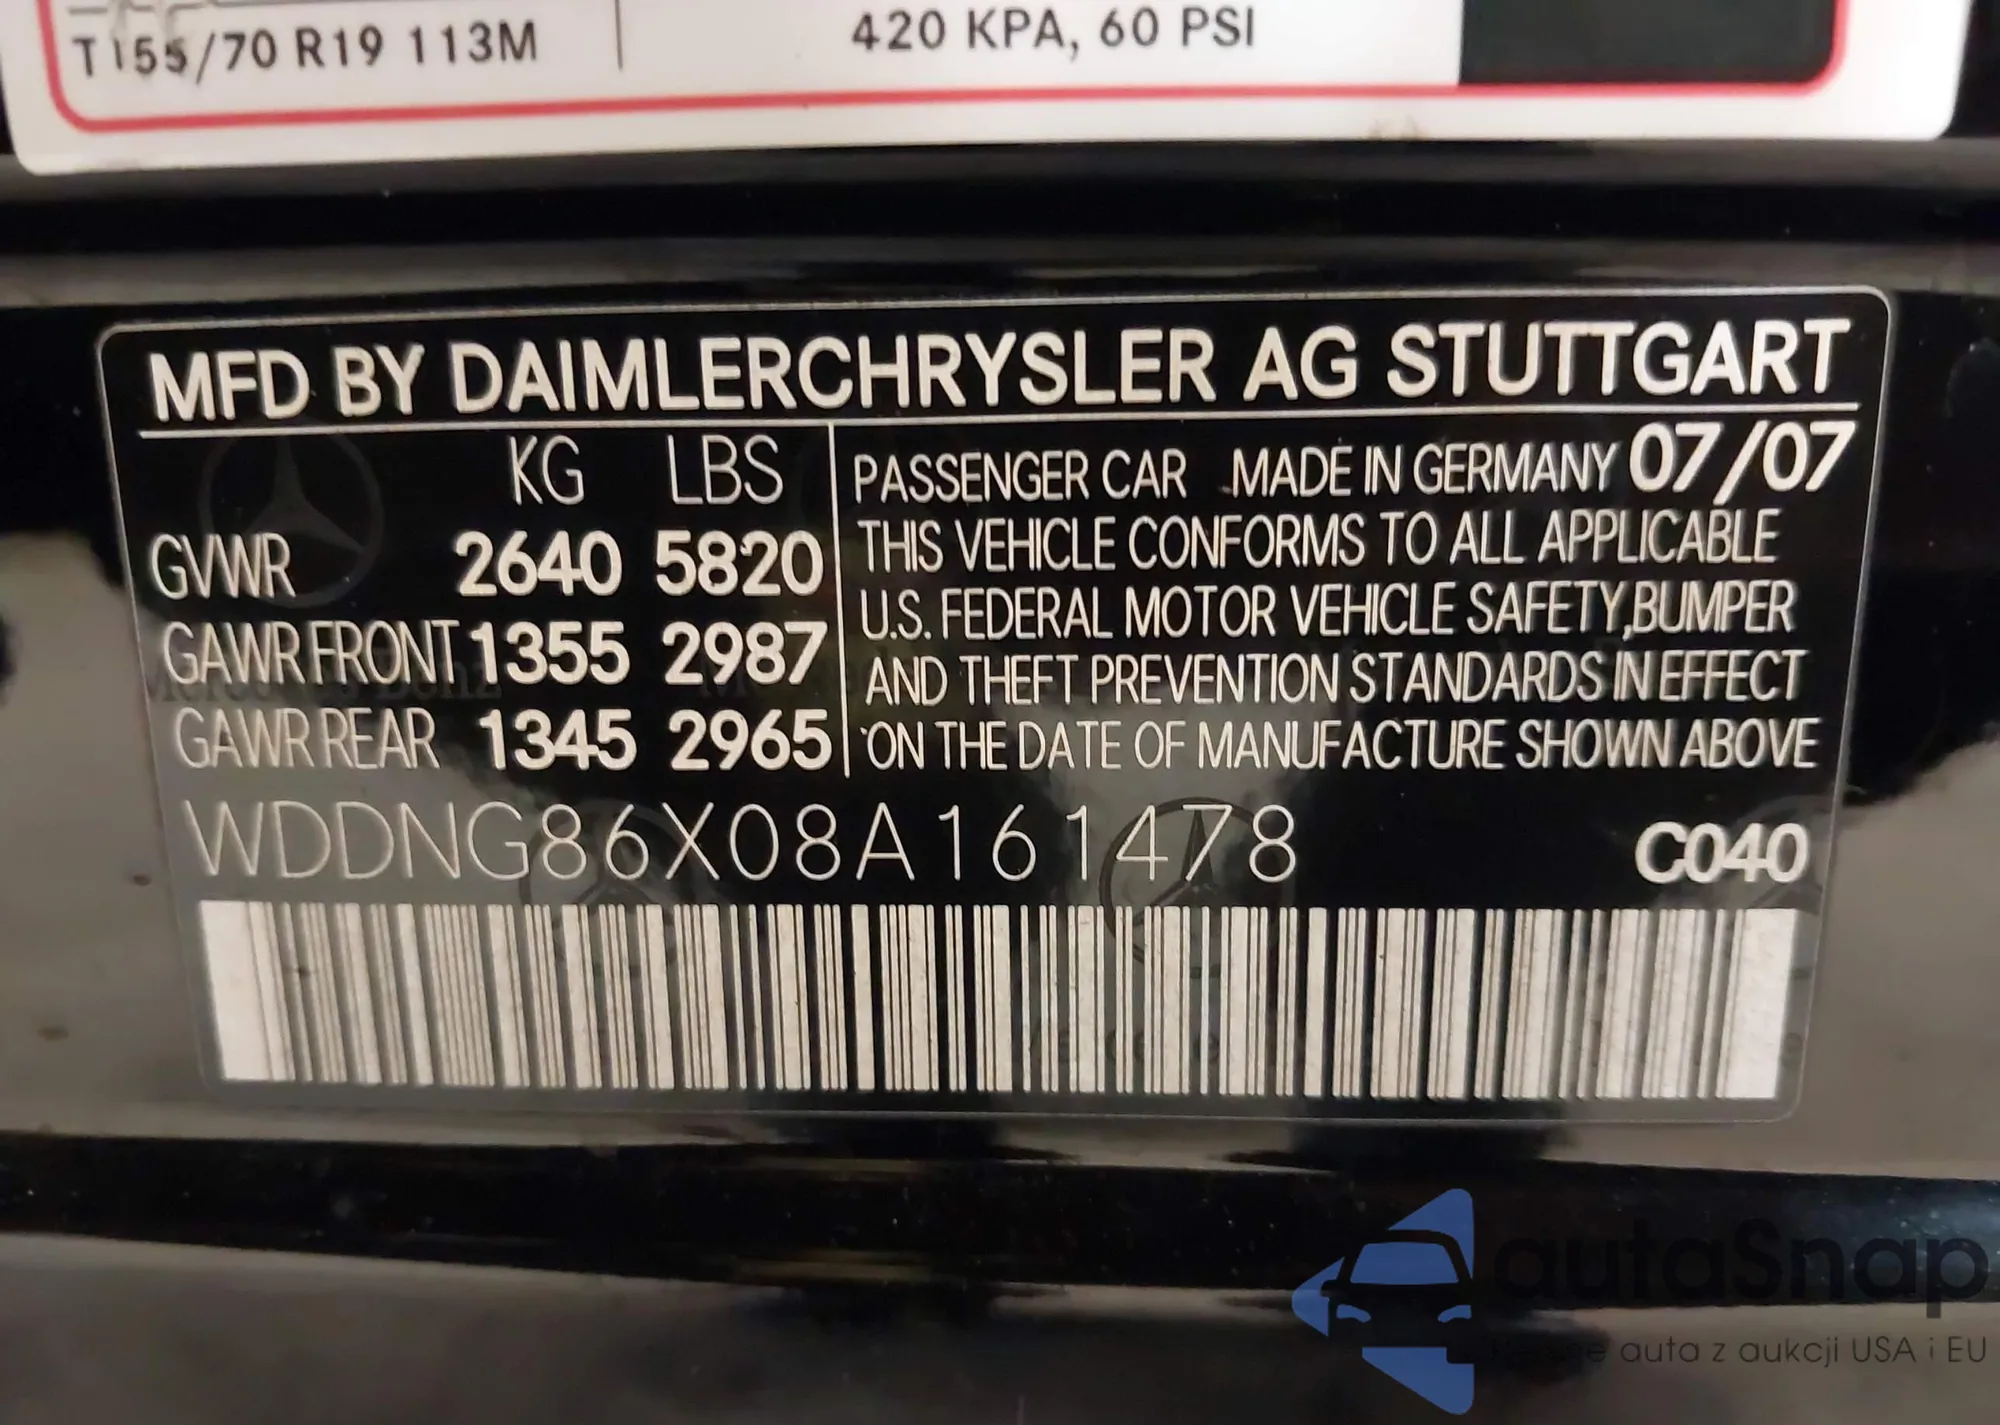 T155/70 R19 113M 420 KPA, 60 PSI
MFD BY DAIMLERCHRYSLER AG STUTTGART
KG LBS
GVWR 2640 5820
GAWR FRONT 1355 2987
GAWR REAR 1345 2965
PASSENGER CAR MADE IN GERMANY 07/07
THIS VEHICLE CONFORMS TO ALL APPLICABLE
U.S. FEDERAL MOTOR VEHICLE SAFETY, BUMPER
AND THEFT PREVENTION STANDARDS IN EFFECT
ON THE DATE OF MANUFACTURE SHOWN ABOVE
WDDNG86X08A161478 C040
autaSnap
auta z aukcji USA i EU